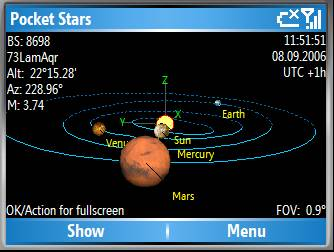 Pocket Stars
BS: 8698
73LamAqr
Alt: 22°15.28'
Az: 228.96°
M: 3.74
11:51:51
08.09.2006
UTC +1h
Z
X
Y
Earth
Venu
Sun
Mercury
Mars
OK/Action for fullscreen
FOV: 0.9°
Show
Menu